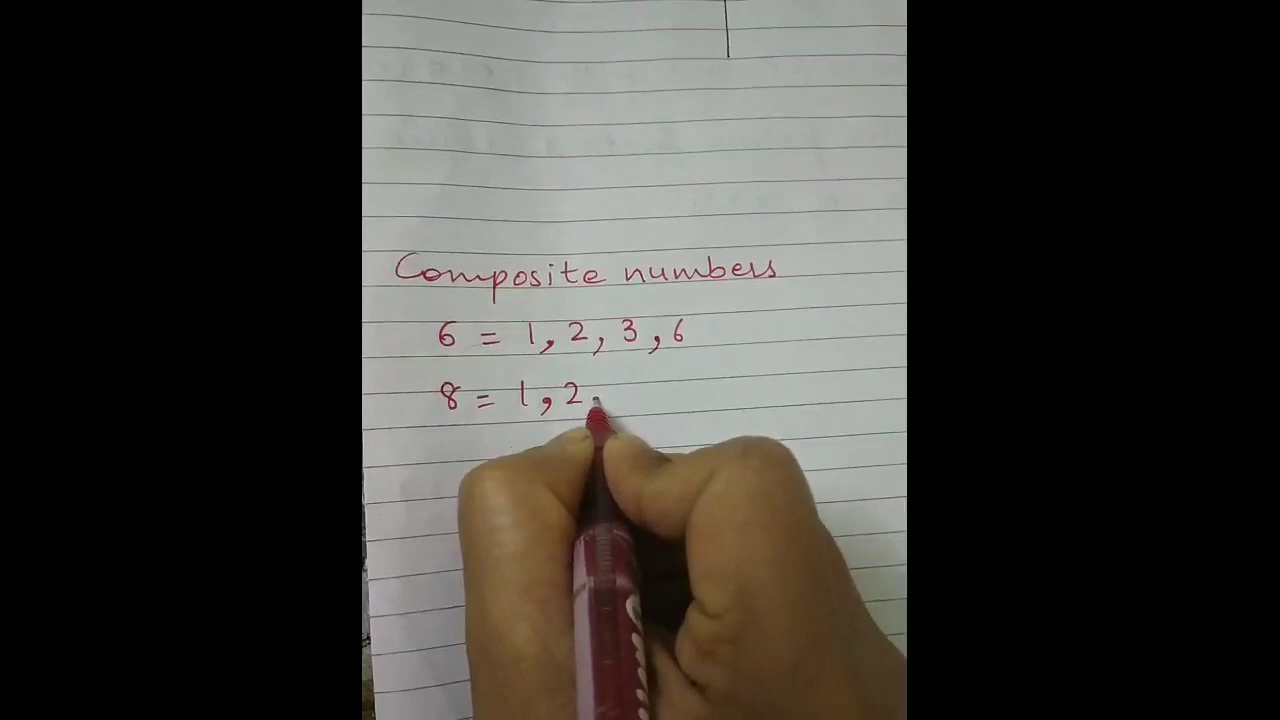 Composite numbers
6 = 1, 2, 3, 6
8 = 1, 2,